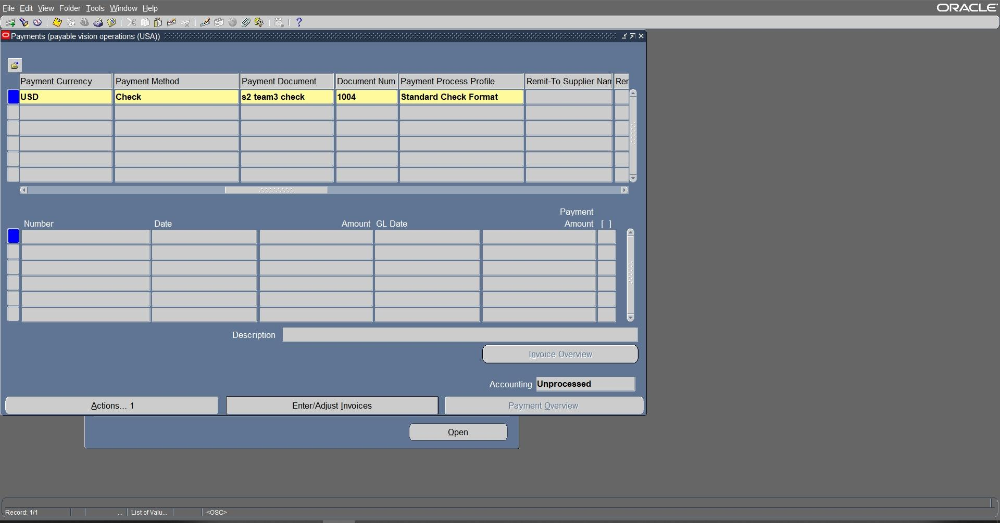 File Edit View Folder Tools Window Help
ORACLE
Payments (payable vision operations (USA))
Payment Currency Payment Method Payment Document Document Num Payment Process Profile Remit-To Supplier Nam Rer
USD Check s2 team3 check 1004 Standard Check Format
Payment
Number Date Amount GL Date Amount [ ]
Description
Invoice Overview
Accounting Unprocessed
Actions... 1 Enter/Adjust Invoices Payment Overview
Open
Record: 1/1 ... List of Valu... <OSC>